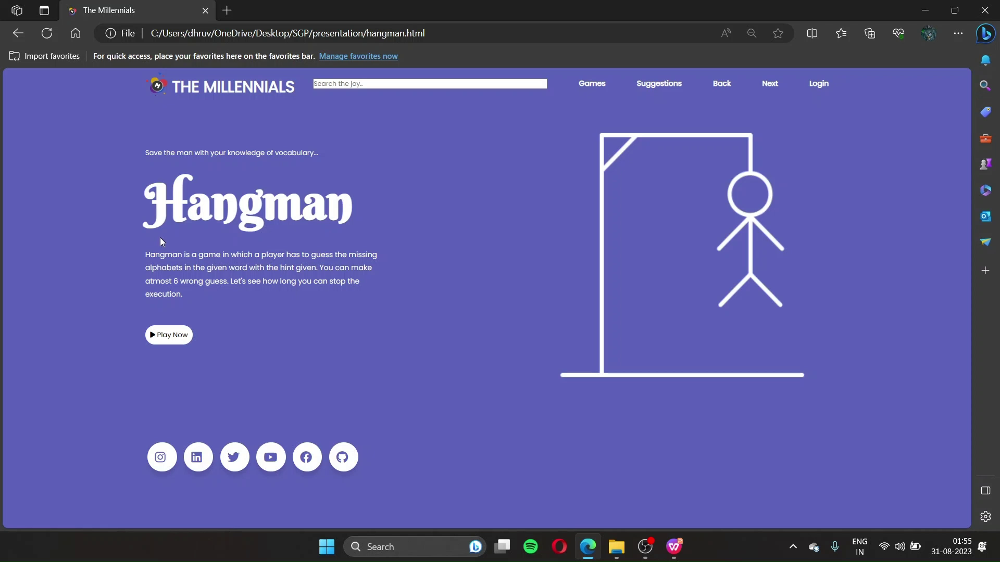 The Millennials
File
C:/Users/dhruv/OneDrive/Desktop/SGP/presentation/hangman.html
Import favorites
For quick access, place your favorites here on the favorites bar. Manage favorites now
THE MILLENNIALS
Search the joy..
Games
Suggestions
Back
Next
Login
Save the man with your knowledge of vocabulary...
Hangman
Hangman is a game in which a player has to guess the missing
alphabets in the given word with the hint given. You can make
atmost 6 wrong guess. Let's see how long you can stop the
execution.
Play Now
Search
ENG
IN
01:55
31-08-2023